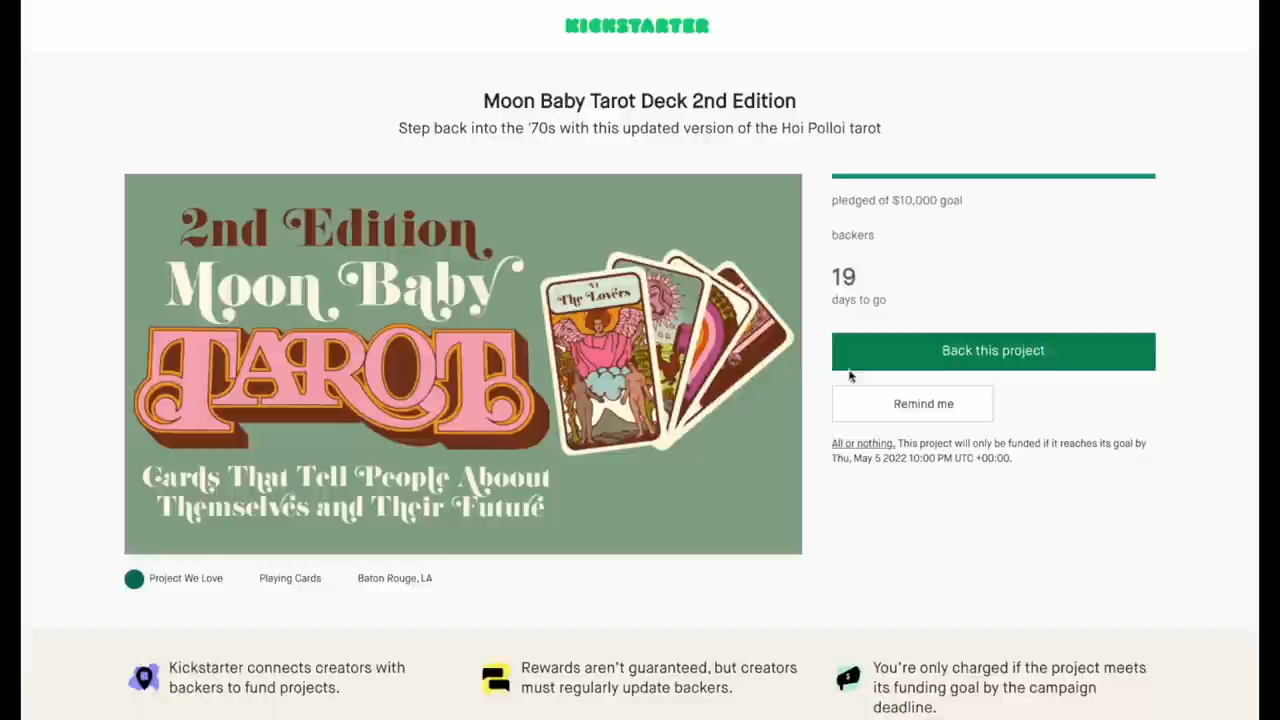 KICKSTARTER
Moon Baby Tarot Deck 2nd Edition
Step back into the '70s with this updated version of the Hoi Polloi tarot
2nd Edition
Moon Baby
TAROT
Cards That Tell People Aboout
Themselves and Their Future
VI
The Lovers
pledged of $10,000 goal
backers
19
days to go
Back this project
Remind me
All or nothing. This project will only be funded if it reaches its goal by
Thu, May 5 2022 10:00 PM UTC +00:00.
Project We Love
Playing Cards
Baton Rouge, LA
Kickstarter connects creators with
backers to fund projects.
Rewards aren't guaranteed, but creators
must regularly update backers.
You're only charged if the project meets
its funding goal by the campaign
deadline.